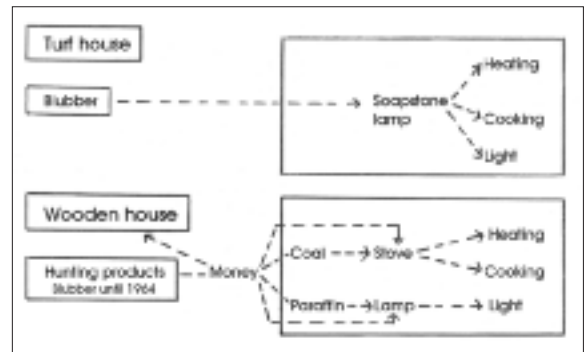 Turf house
Blubber
Soapstone
lamp
Heating
Cooking
Light
Wooden house
Hunting products
Blubber until 1964
Money
Coal
Stove
Heating
Cooking
Paraffin
Lamp
Light